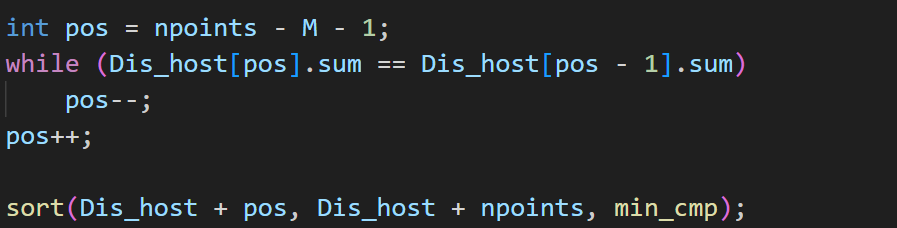 int pos = npoints - M - 1;
while (Dis_host[pos].sum == Dis_host[pos - 1].sum)
    pos--;
pos++;

sort(Dis_host + pos, Dis_host + npoints, min_cmp);